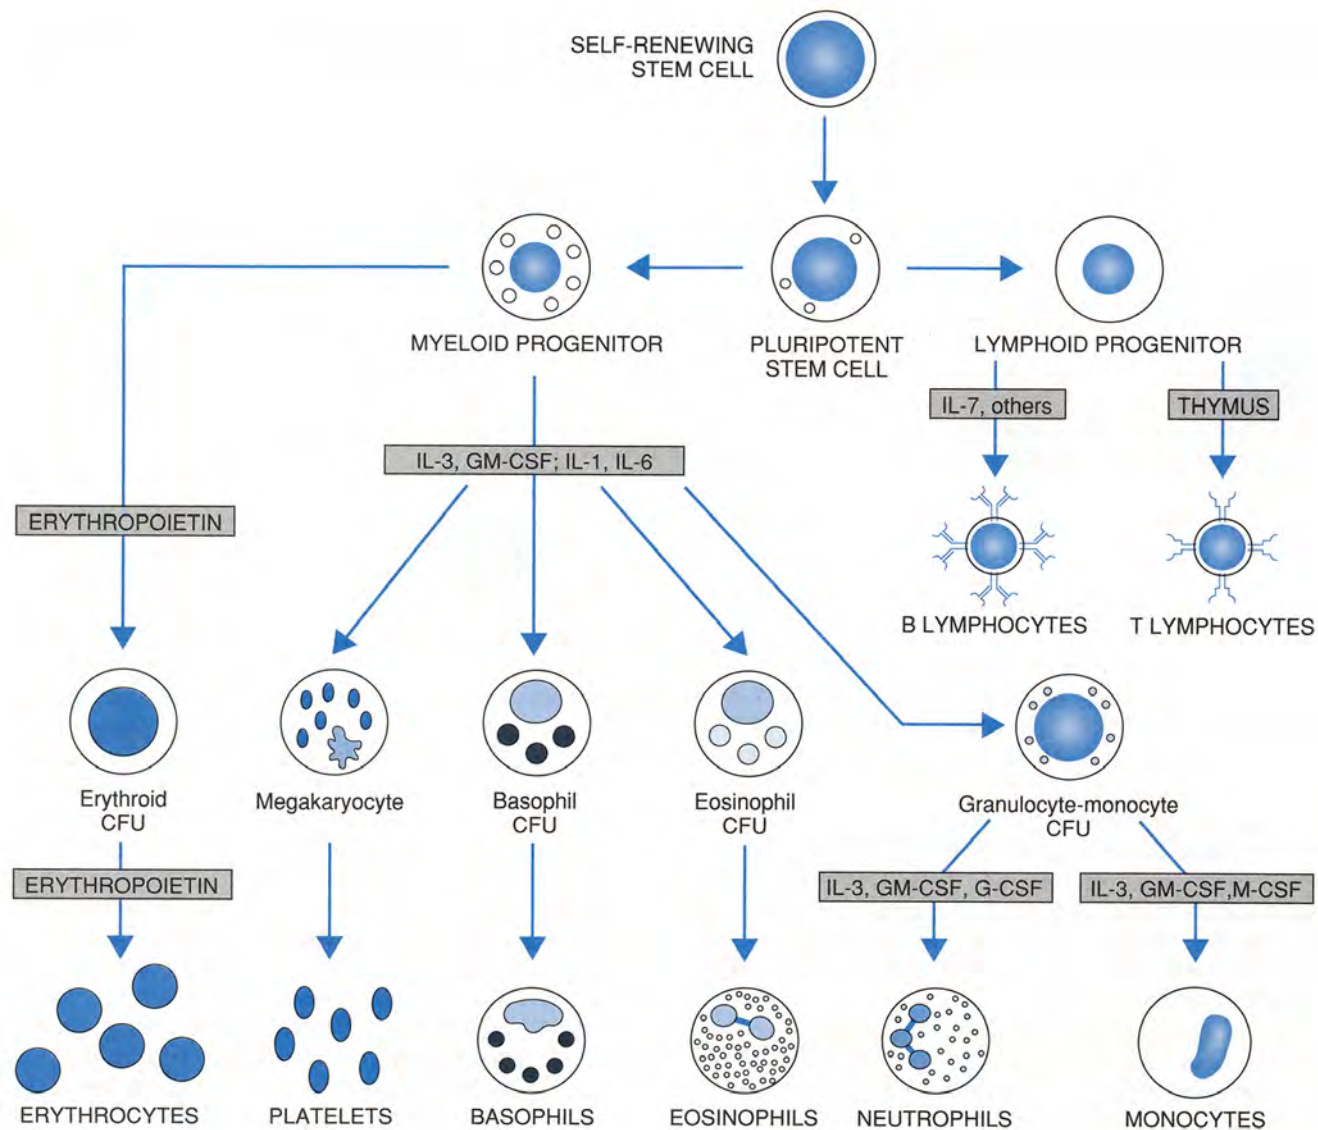 SELF-RENEWING
STEM CELL
MYELOID PROGENITOR
PLURIPOTENT
STEM CELL
LYMPHOID PROGENITOR
IL-7, others
THYMUS
IL-3, GM-CSF; IL-1, IL-6
ERYTHROPOIETIN
B LYMPHOCYTES
T LYMPHOCYTES
Erythroid
CFU
Megakaryocyte
Basophil
CFU
Eosinophil
CFU
Granulocyte-monocyte
CFU
ERYTHROPOIETIN
IL-3, GM-CSF, G-CSF
IL-3, GM-CSF,M-CSF
ERYTHROCYTES
PLATELETS
BASOPHILS
EOSINOPHILS
NEUTROPHILS
MONOCYTES